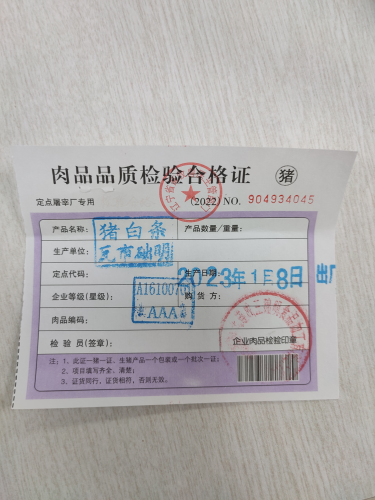 肉品品质检验合格证
猪
定点屠宰厂专用
(2022) NO. 904934045
产品名称:
猪白条
产品数量/重量:
生产单位:
瓦市
定点代码:
A161007
生产日期:
2023年1月8日 出厂
企业等级(星级):
AAA
购 货 方:
肉品编码:
检 验 员(签章):
企业肉品检验印章
注:1、此证一猪一证、生猪产品一个包装或一个批次一证;
2、项目填写齐全、清楚;
3、证货同行,证货相符,否则无效。